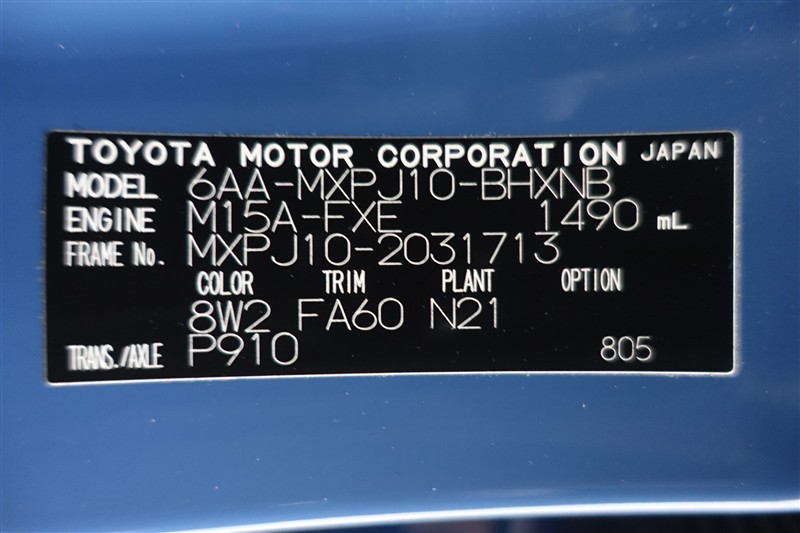 TOYOTA MOTOR CORPORATION JAPAN
MODEL 6AA-MXPJ10-BHXNB
ENGINE M15A-FXE 1490 mL
FRAME No. MXPJ10-2031713
COLOR TRIM PLANT OPTION
8W2 FA60 N21
TRANS./AXLE P910 805